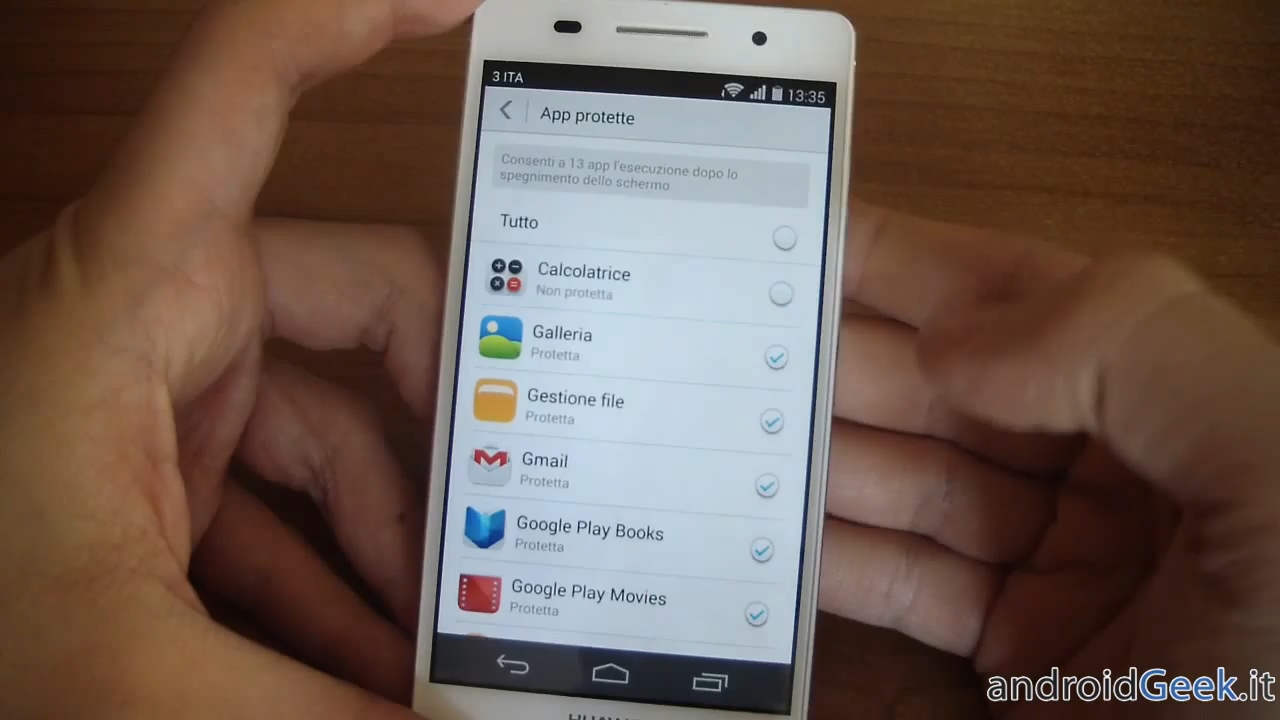 3 ITA
13:35
App protette
Consenti a 13 app l'esecuzione dopo lo
spegnimento dello schermo
Tutto
Calcolatrice
Non protetta
Galleria
Protetta
Gestione file
Protetta
Gmail
Protetta
Google Play Books
Protetta
Google Play Movies
Protetta
androidGeek.it